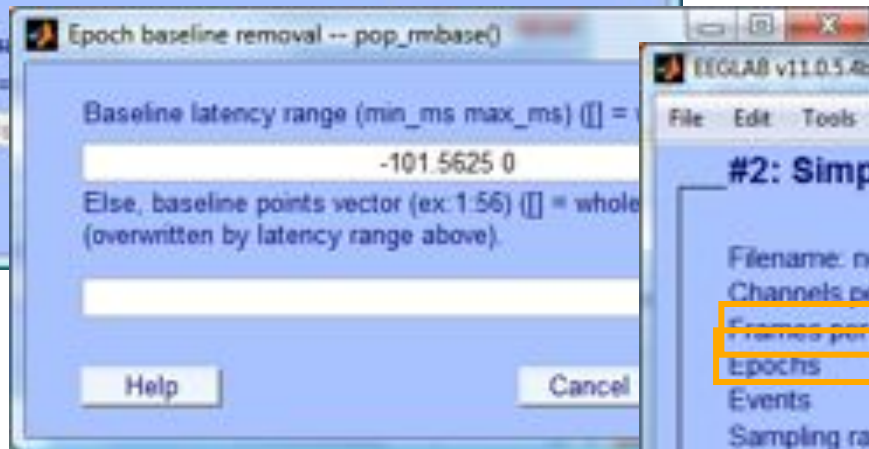 Epoch baseline removal -- pop_rmbase()
Baseline latency range (min_ms max_ms) ([] =
-101.5625 0
Else, baseline points vector (ex:1:56) ([] = whole
(overwritten by latency range above).
Help
Cancel
EEGLAB v11.0.5.4b
File Edit Tools
#2: Simp
Filename: n
Channels pe
Frames per
Epochs
Events
Sampling ra